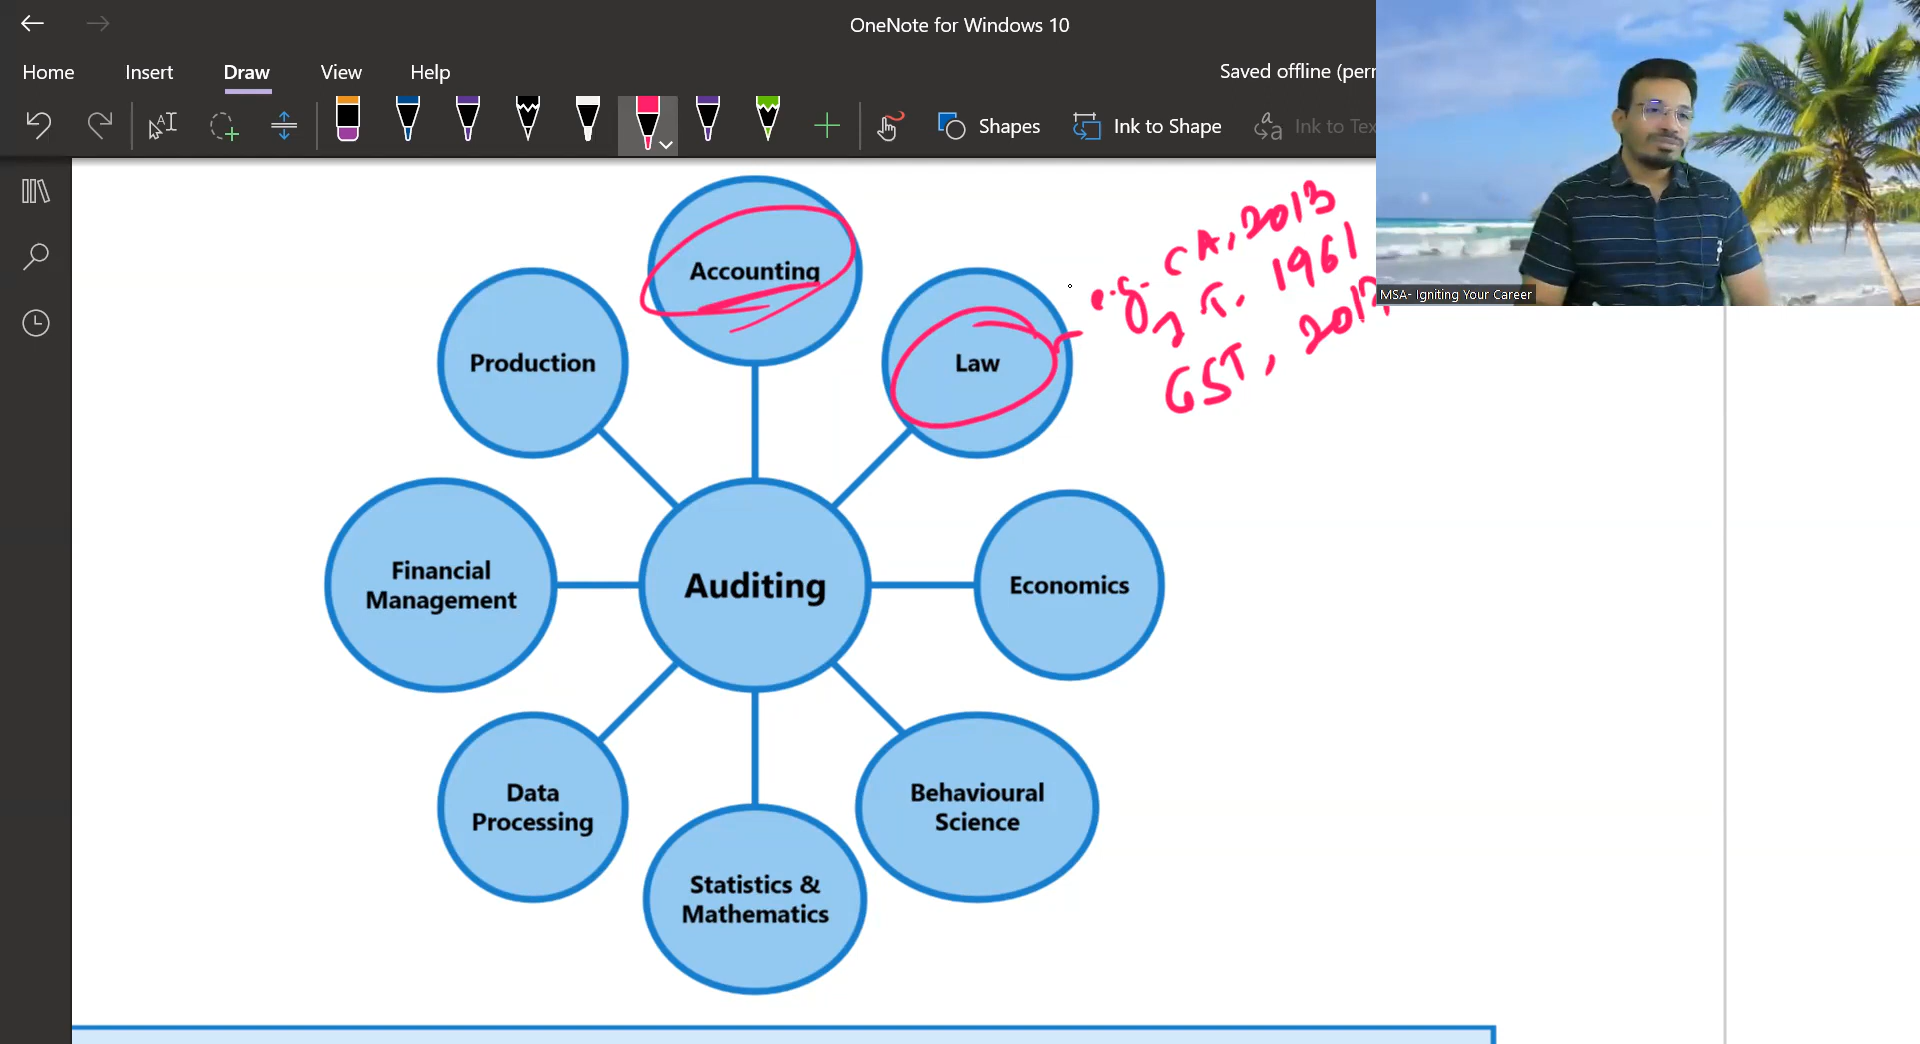 OneNote for Windows 10
Home Insert Draw View Help
Saved offline (per
Shapes Ink to Shape Ink to Tex
Accounting
Production
Law
e.g. CA, 2013
I.T. 1961
GST, 2017
Financial
Management
Auditing
Economics
Data
Processing
Behavioural
Science
Statistics &
Mathematics
MSA- Igniting Your Career